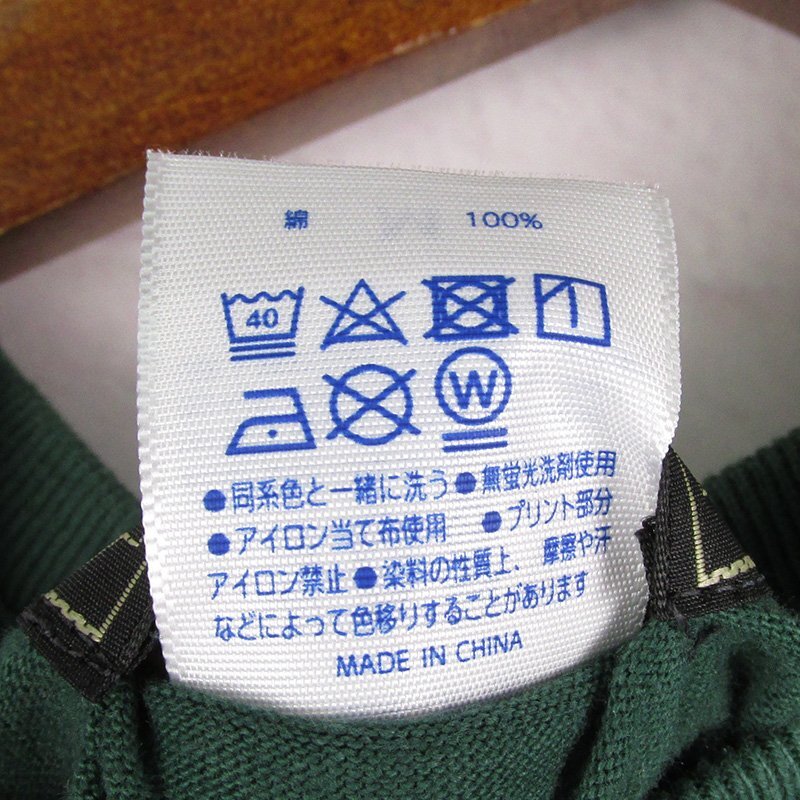 綿 100%
40
W
●同系色と一緒に洗う●無蛍光洗剤使用
●アイロン当て布使用 ●プリント部分
アイロン禁止●染料の性質上、摩擦や汗
などによって色移りすることがあります
MADE IN CHINA